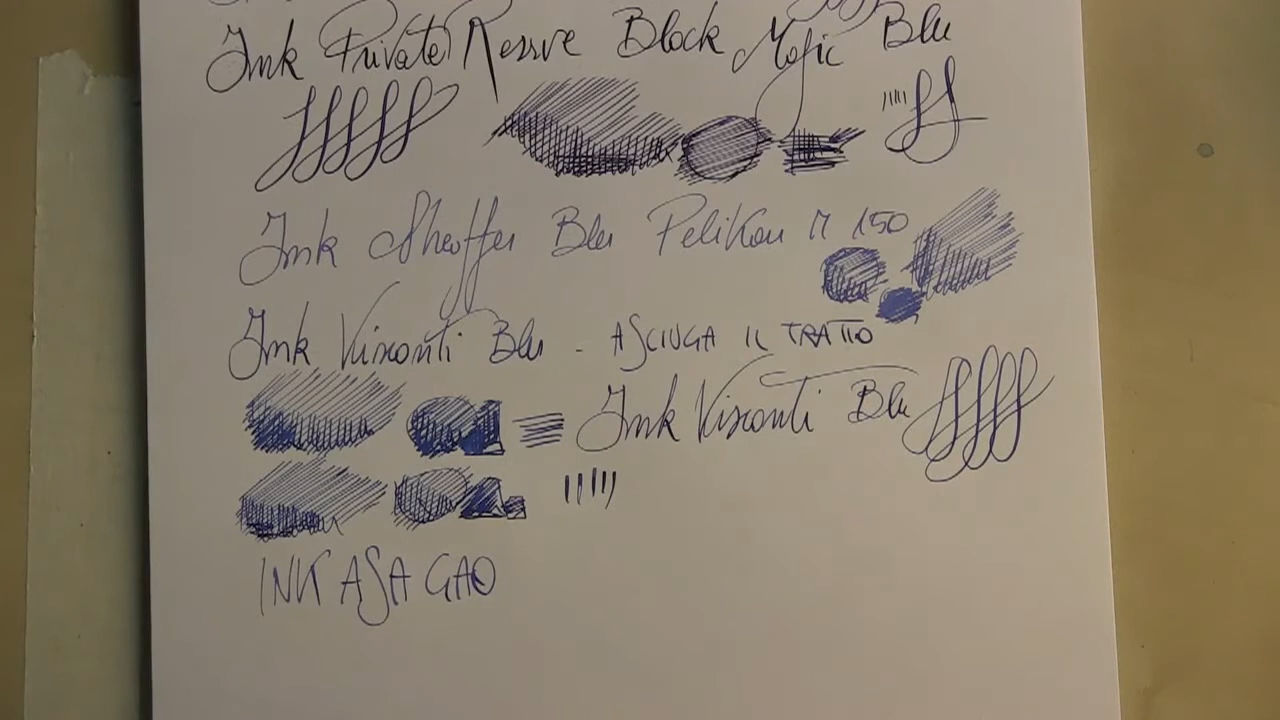 Ink Private Reserve Black Magic Blu
Ink Sheaffer Blu Pelikan M 150
Ink Visconti Blu - ASCIUGA IL TRATTO
Ink Visconti Blu
INK ASA GAO